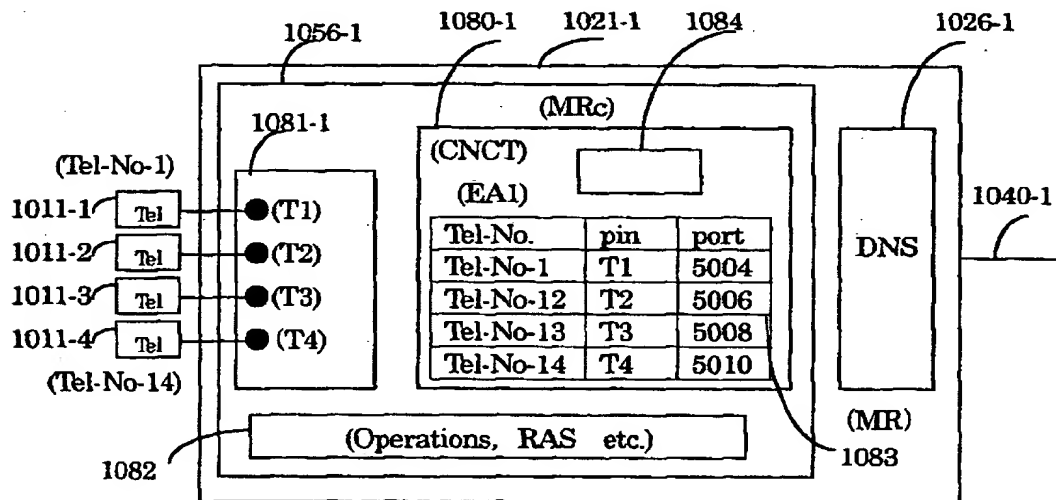 1056-1 1080-1 1021-1 1084 1026-1
(MRc)
1081-1
(CNCT)
(Tel-No-1)
(EA1)
1011-1 Tel (T1)
1011-2 Tel (T2)
1011-3 Tel (T3)
1011-4 Tel (T4)
(Tel-No-14)
Tel-No. pin port
Tel-No-1 T1 5004
Tel-No-12 T2 5006
Tel-No-13 T3 5008
Tel-No-14 T4 5010
DNS
1040-1
(MR)
(Operations, RAS etc.)
1082
1083